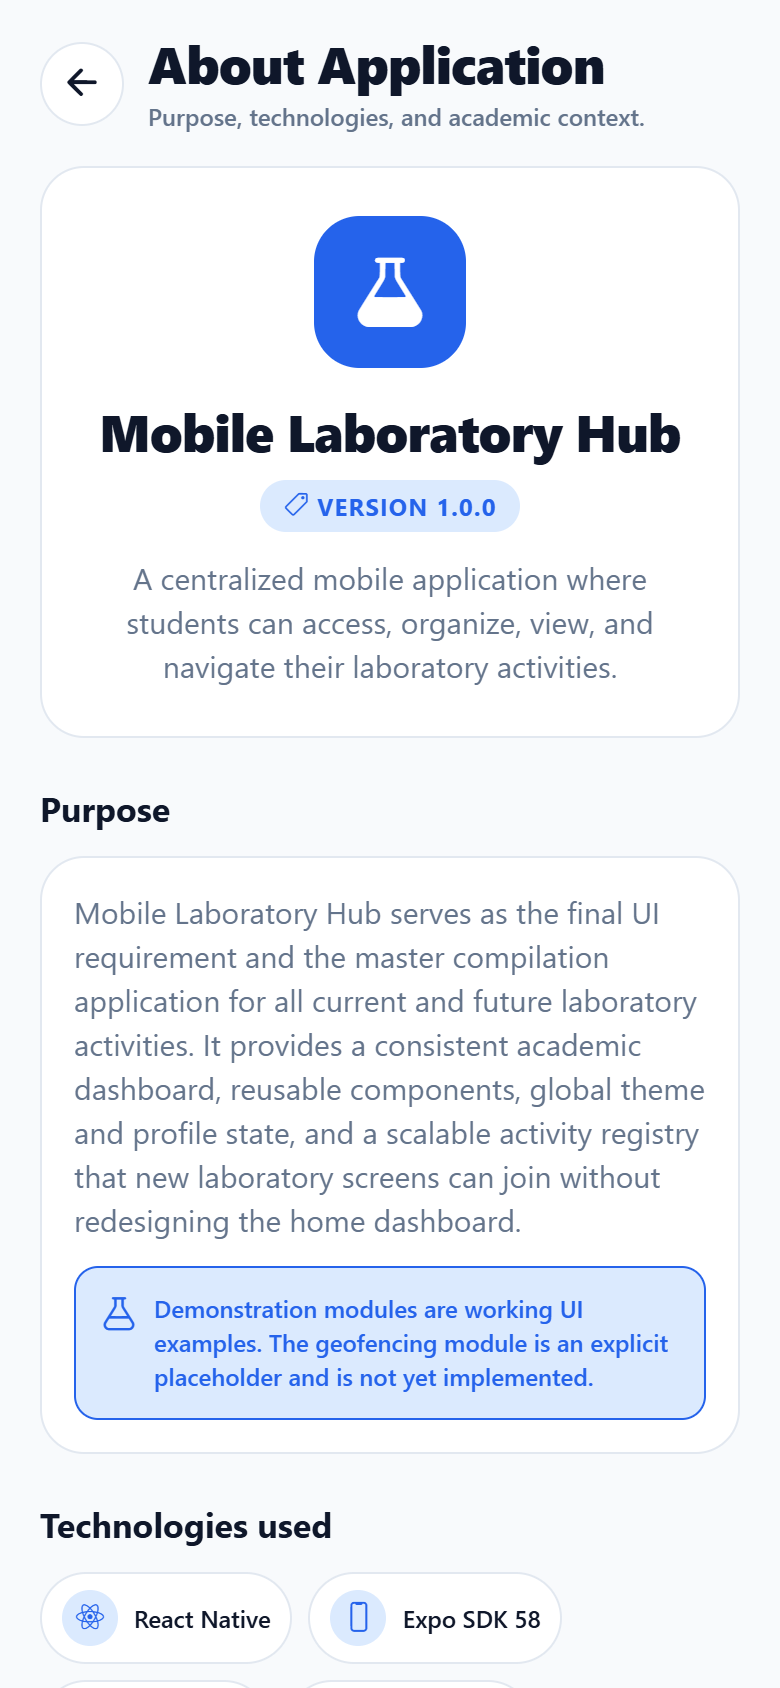 About Application
Purpose, technologies, and academic context.
Mobile Laboratory Hub
VERSION 1.0.0
A centralized mobile application where
students can access, organize, view, and
navigate their laboratory activities.
Purpose
Mobile Laboratory Hub serves as the final UI
requirement and the master compilation
application for all current and future laboratory
activities. It provides a consistent academic
dashboard, reusable components, global theme
and profile state, and a scalable activity registry
that new laboratory screens can join without
redesigning the home dashboard.
Demonstration modules are working UI
examples. The geofencing module is an explicit
placeholder and is not yet implemented.
Technologies used
React Native
Expo SDK 58